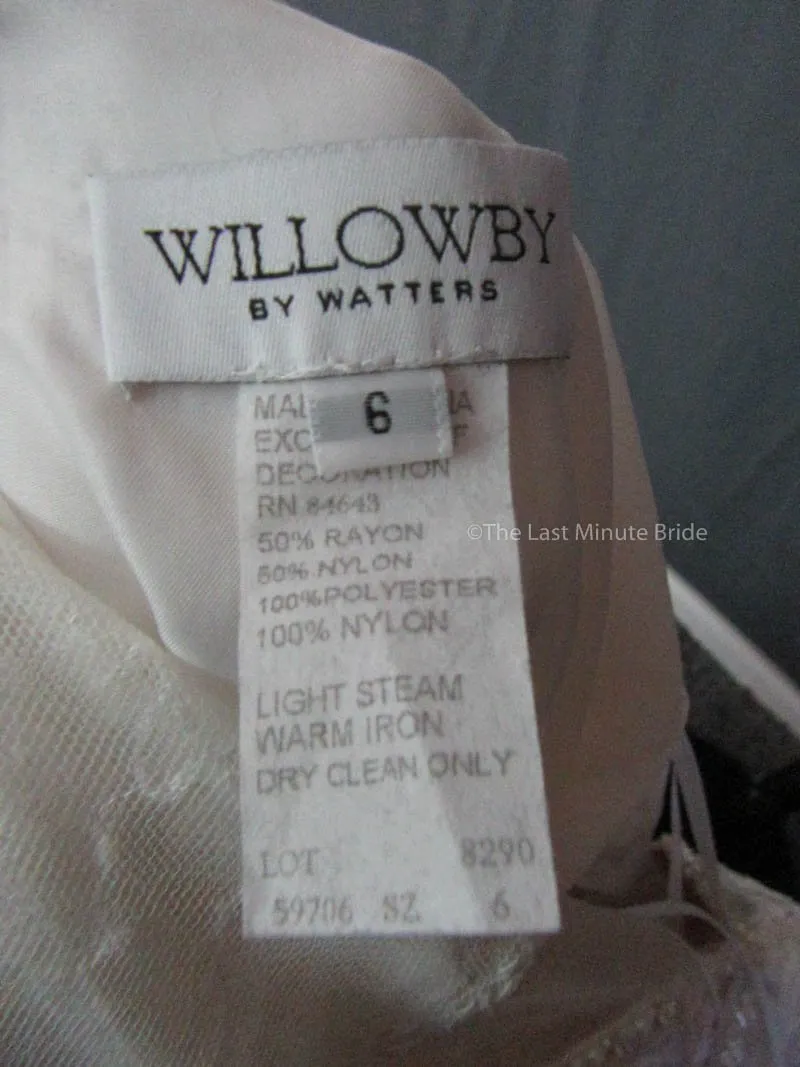 WILLOWBY
BY WATTERS
6
DECORATION
RN 84643
50% RAYON
50% NYLON
100%POLYESTER
100% NYLON
LIGHT STEAM
WARM IRON
DRY CLEAN ONLY
LOT 8290
59706 SZ 6
©The Last Minute Bride